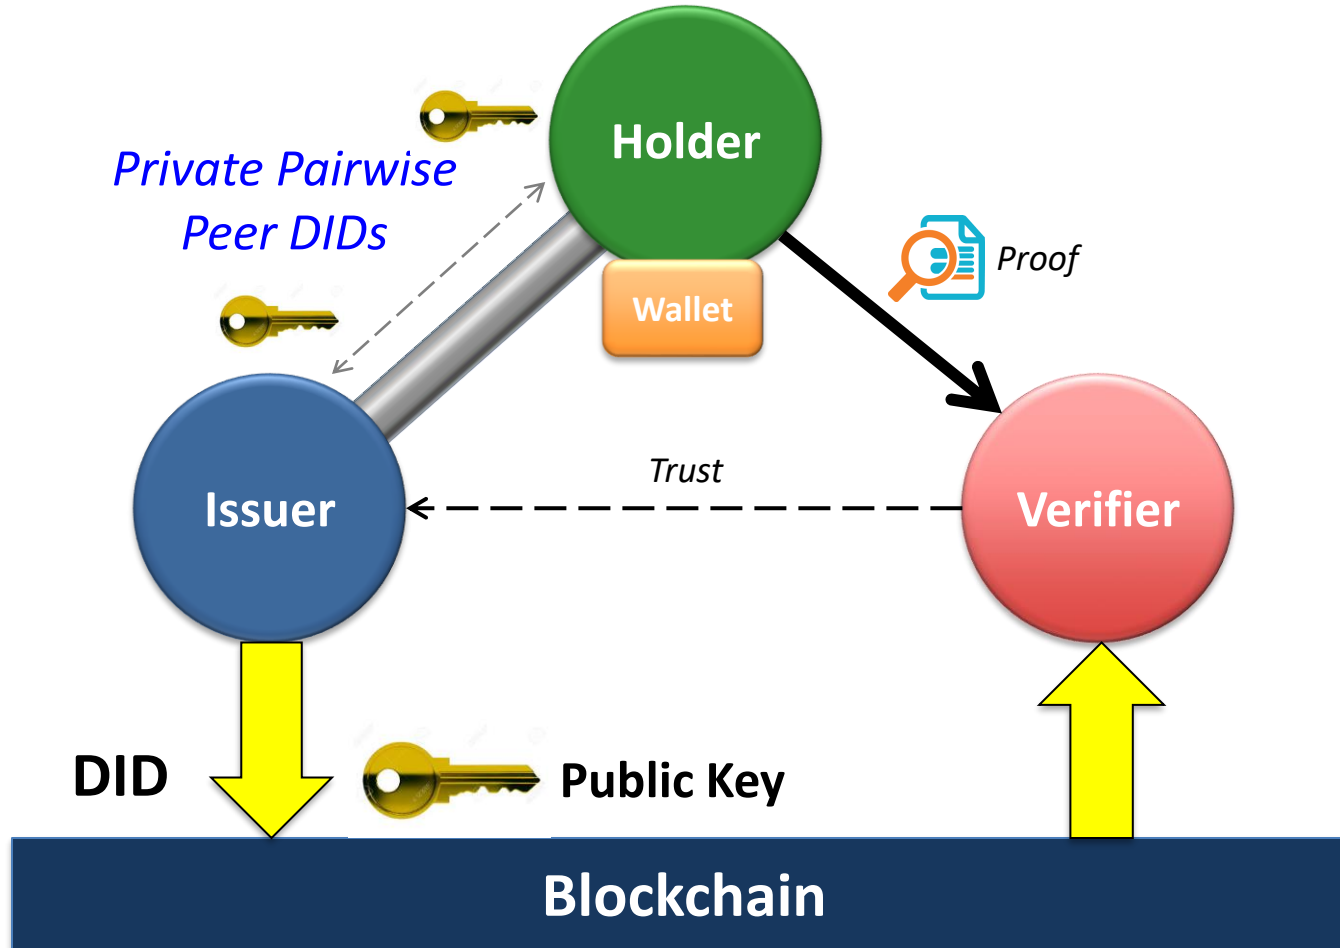 Holder
Private Pairwise
Peer DIDs
Proof
Wallet
Trust
Issuer
Verifier
DID
Public Key
Blockchain